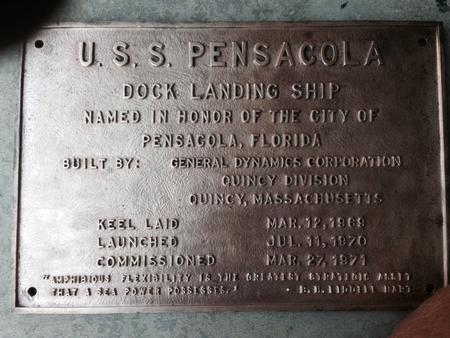 U. S. S. PENSACOLA
DOCK LANDING SHIP
NAMED IN HONOR OF THE CITY OF
PENSACOLA, FLORIDA
BUILT BY: GENERAL DYNAMICS CORPORATION
QUINCY DIVISION
QUINCY, MASSACHUSETTS
KEEL LAID MAR. 12, 1969
LAUNCHED JUL. 11, 1970
COMMISSIONED MAR. 27, 1971
"AMPHIBIOUS FLEXIBILITY IS THE GREATEST STRATEGIC ASSET
THAT A SEA POWER POSSESSES." - B. H. LIDDELL HART